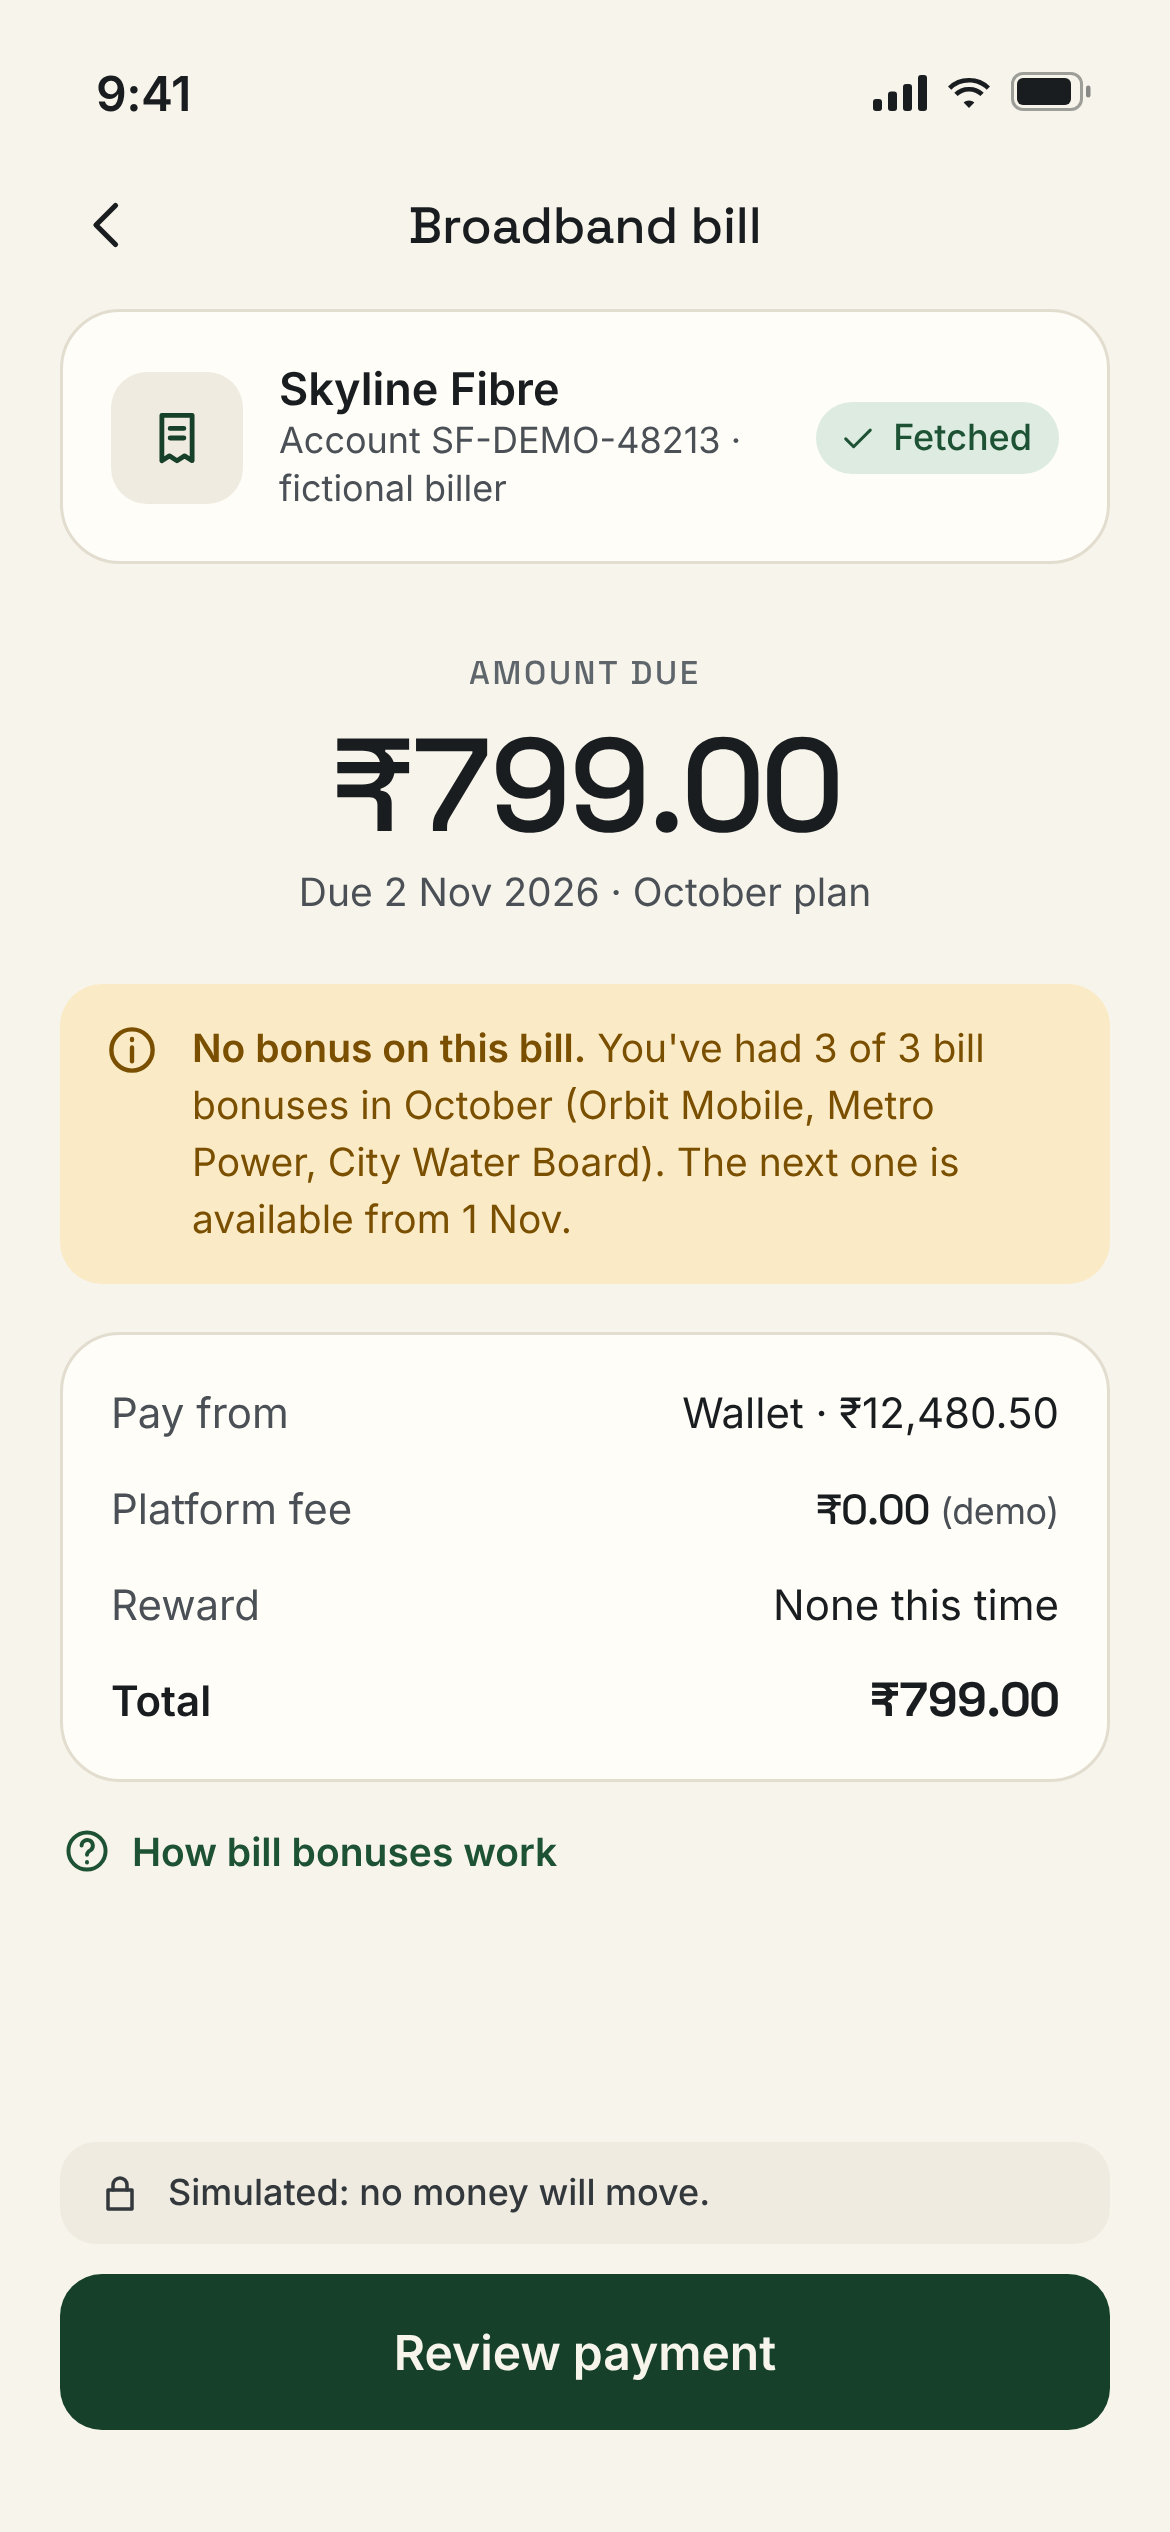 9:41
Broadband bill
Skyline Fibre
Account SF-DEMO-48213 ·
fictional biller
Fetched
AMOUNT DUE
₹799.00
Due 2 Nov 2026 · October plan
No bonus on this bill. You've had 3 of 3 bill
bonuses in October (Orbit Mobile, Metro
Power, City Water Board). The next one is
available from 1 Nov.
Pay from Wallet · ₹12,480.50
Platform fee ₹0.00 (demo)
Reward None this time
Total ₹799.00
How bill bonuses work
Simulated: no money will move.
Review payment